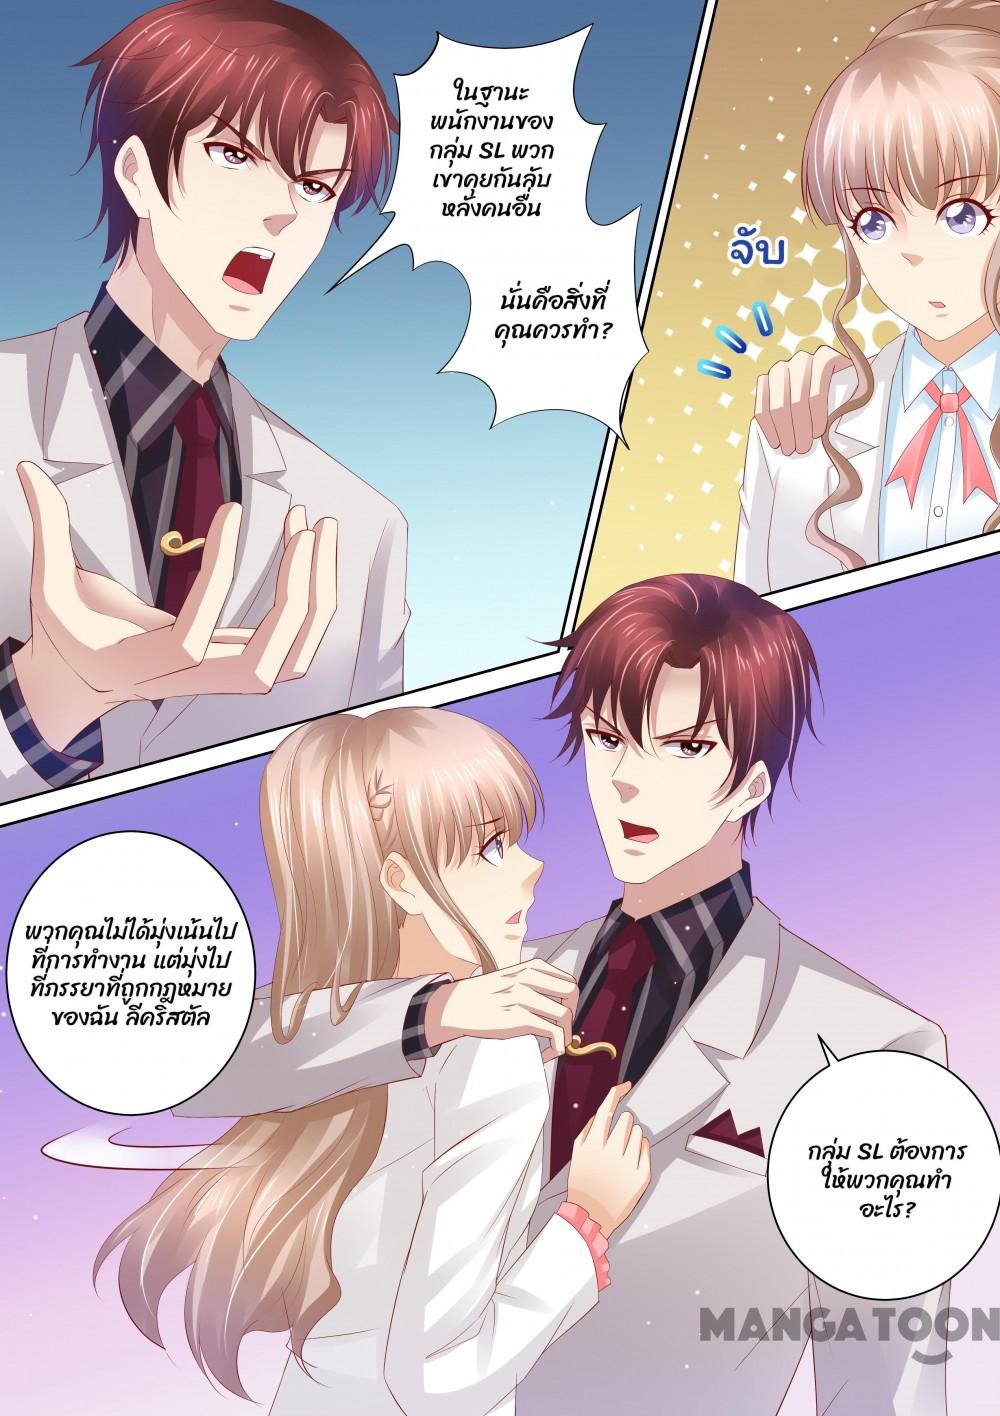 ในฐานะ
พนักงานของ
กลุ่ม SL พวก
เขาคุยกันลับ
หลังคนอื่น
นั่นคือสิ่งที่
คุณควรทำ?
จับ
พวกคุณไม่ได้มุ่งเน้นไป
ที่การทำงาน แต่มุ่งไป
ที่ภรรยาที่ถูกกฎหมาย
ของฉัน ลีคริสตัล
กลุ่ม SL ต้องการ
ให้พวกคุณทำ
อะไร?
MANGATOON